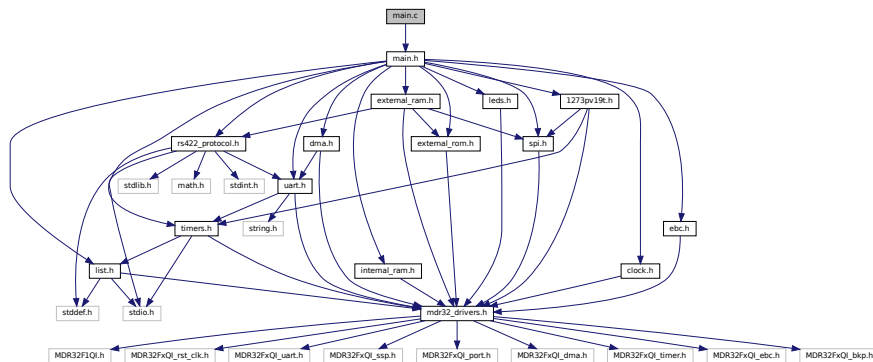 main.c
main.h
external_ram.h
leds.h
1273pv19t.h
rs422_protocol.h
dma.h
external_rom.h
spi.h
stdlib.h
math.h
stdint.h
uart.h
timers.h
string.h
ebc.h
list.h
internal_ram.h
clock.h
stddef.h
stdio.h
mdr32_drivers.h
MDR32F1QI.h
MDR32FxQI_rst_clk.h
MDR32FxQI_uart.h
MDR32FxQI_ssp.h
MDR32FxQI_port.h
MDR32FxQI_dma.h
MDR32FxQI_timer.h
MDR32FxQI_ebc.h
MDR32FxQI_bkp.h